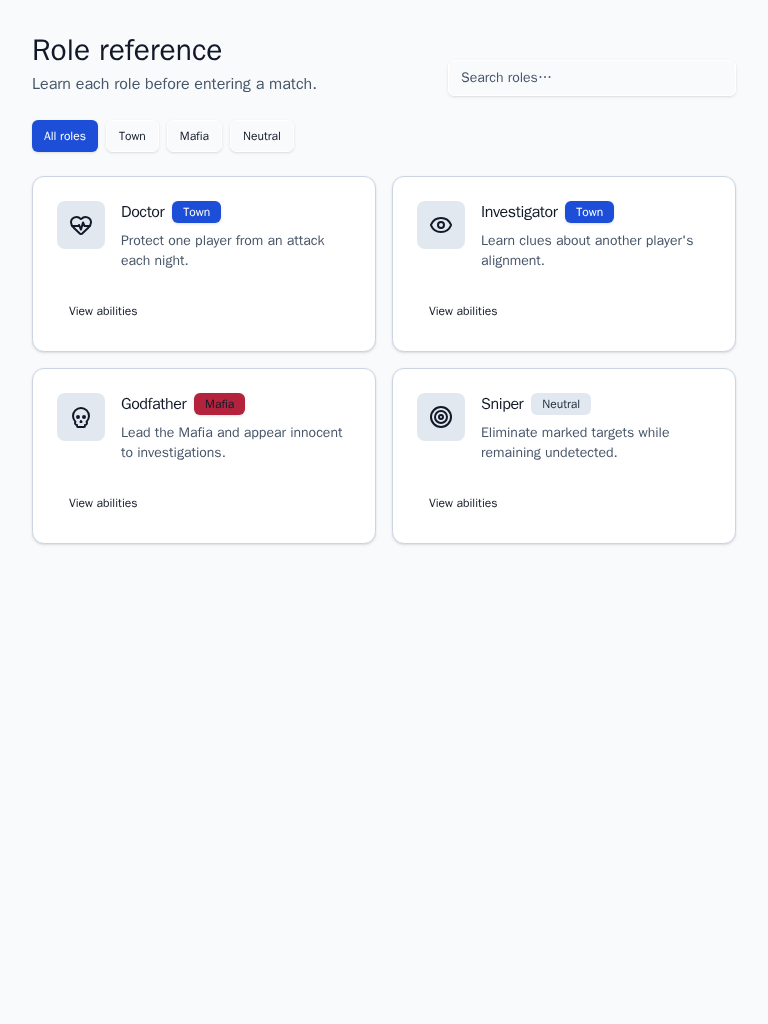 Role reference
Learn each role before entering a match.
Search roles···
All roles
Town
Mafia
Neutral
Doctor
Town
Protect one player from an attack
each night.
View abilities
Investigator
Town
Learn clues about another player's
alignment.
View abilities
Godfather
Mafia
Lead the Mafia and appear innocent
to investigations.
View abilities
Sniper
Neutral
Eliminate marked targets while
remaining undetected.
View abilities